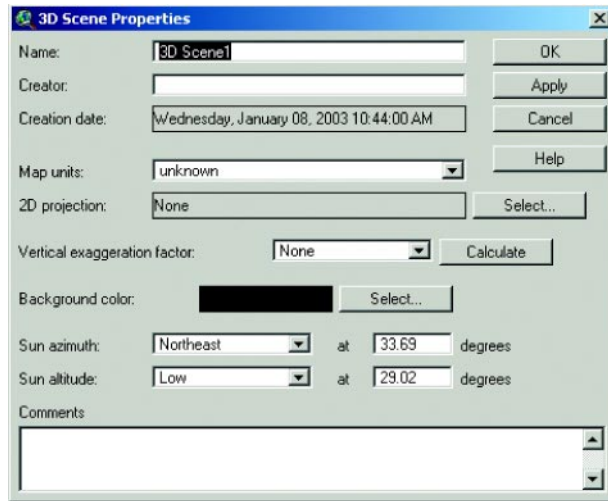 3D Scene Properties
Name: 3D Scene1 OK
Creator: Apply
Creation date: Wednesday, January 08, 2003 10:44:00 AM Cancel
Help
Map units: unknown
2D projection: None Select...
Vertical exaggeration factor: None Calculate
Background color: Select...
Sun azimuth: Northeast at 33.69 degrees
Sun altitude: Low at 29.02 degrees
Comments